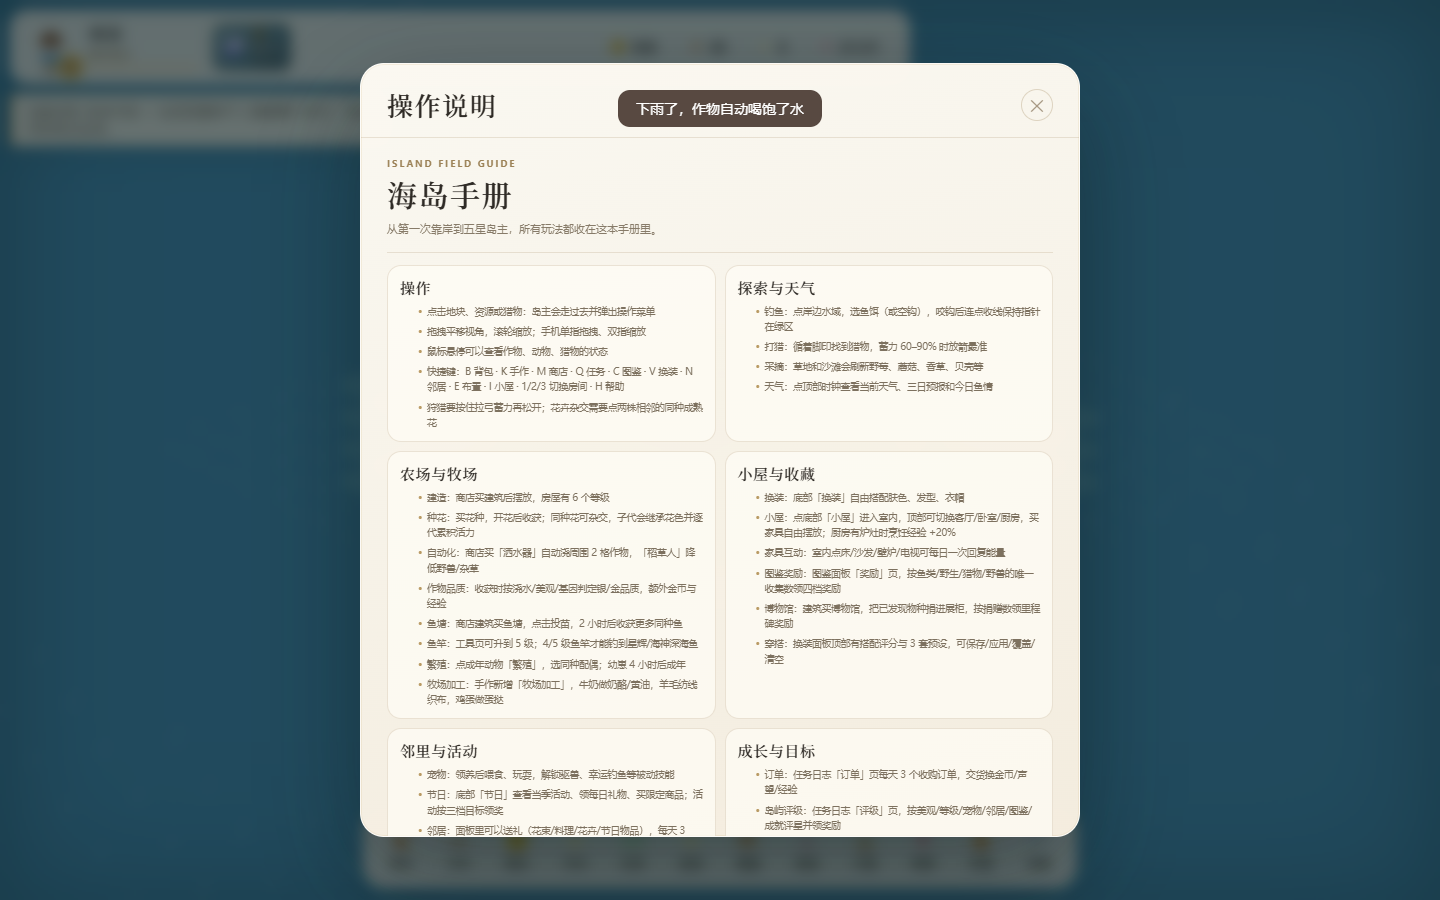 操作说明
下雨了，作物自动喝饱了水
ISLAND FIELD GUIDE
海岛手册
从第一次靠岸到五星岛主，所有玩法都收在这本手册里。
操作
• 点击地块、资源或猎物：岛主会走过去并弹出操作菜单
• 拖拽平移视角，滚轮缩放；手机单指拖拽、双指缩放
• 鼠标悬停可以查看作物、动物、猎物的状态
• 快捷键：B 背包 · K 手作 · M 商店 · Q 任务 · C 图鉴 · V 换装 · N
邻居 · E 布置 · I 小屋 · 1/2/3 切换房间 · H 帮助
• 狩猎要按住拉弓蓄力再松开；花卉杂交需要点两株相邻的同种成熟
花
探索与天气
• 钓鱼：点岸边水域，选鱼饵（或空钩），咬钩后连点收线保持指针
在绿区
• 打猎：循着脚印找到猎物，蓄力 60–90% 时放箭最准
• 采摘：草地和沙滩会刷新野莓、蘑菇、香草、贝壳等
• 天气：点顶部时钟查看当前天气、三日预报和今日鱼情
农场与牧场
• 建造：商店买建筑后摆放，房屋有 6 个等级
• 种花：买花种，开花后收获；同种花可杂交，子代会继承花色并逐
代累积活力
• 自动化：商店买「洒水器」自动浇周围 2 格作物，「稻草人」降
低野兽/杂草
• 作物品质：收获时按浇水/美观/基因判定银/金品质，额外金币与
经验
• 鱼塘：商店建筑买鱼塘，点击投苗，2 小时后收获更多同种鱼
• 鱼竿：工具页可升到 5 级；4/5 级鱼竿才能钓到星辉/海神深海鱼
• 繁殖：点成年动物「繁殖」，选同种配偶；幼崽 4 小时后成年
• 牧场加工：手作新增「牧场加工」，牛奶做奶酪/黄油，羊毛纺线
织布，鸡蛋做蛋挞
小屋与收藏
• 换装：底部「换装」自由搭配肤色、发型、衣帽
• 小屋：点底部「小屋」进入室内，顶部可切换客厅/卧室/厨房，买
家具自由摆放；厨房有炉灶时烹饪经验 +20%
• 家具互动：室内点床/沙发/壁炉/电视可每日一次回复能量
• 图鉴奖励：图鉴面板「奖励」页，按鱼类/野生/猎物/野兽的唯一
收集数领四档奖励
• 博物馆：建筑买博物馆，把已发现物种捐进展柜，按捐赠数领里程
碑奖励
• 穿搭：换装面板顶部有搭配评分与 3 套预设，可保存/应用/覆盖/
清空
邻里与活动
• 宠物：领养后喂食、玩耍，解锁驱兽、幸运钓鱼等被动技能
• 节日：底部「节日」查看当季活动、领每日礼物、买限定商品；活
动按三档目标领奖
• 邻居：面板里可以送礼（花束/料理/花卉/节日物品），每天 3
成长与目标
• 订单：任务日志「订单」页每天 3 个收购订单，交货换金币/声
望/经验
• 岛屿评级：任务日志「评级」页，按美观/等级/宠物/邻居/图鉴/
成就评星并领奖励